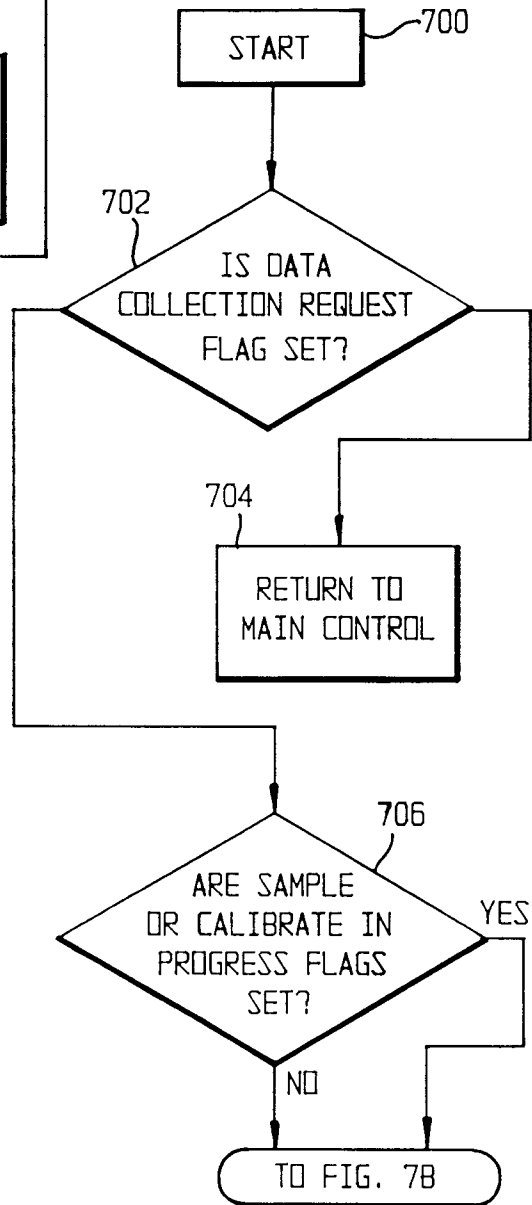 START
700
702
IS DATA
COLLECTION REQUEST
FLAG SET?
704
RETURN TO
MAIN CONTROL
706
ARE SAMPLE
OR CALIBRATE IN
PROGRESS FLAGS
SET?
YES
NO
TO FIG. 7B